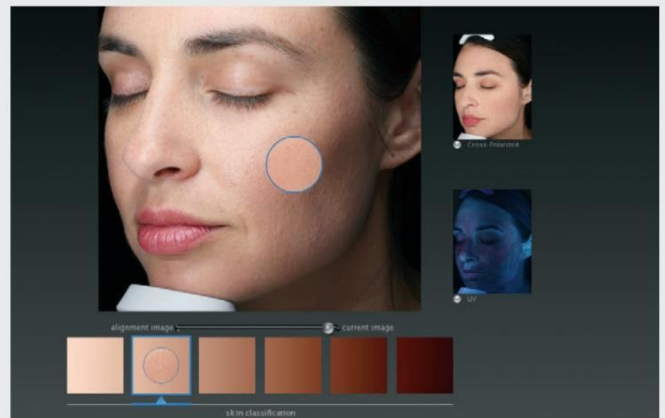 Cross-Polarized
UV
alignment image
current image
skin classification